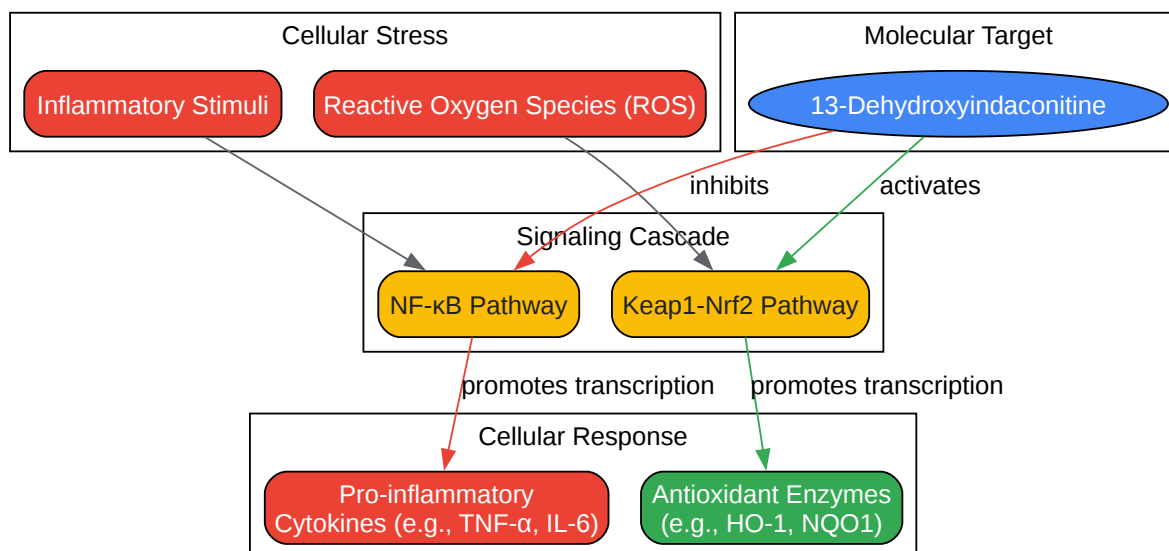 Cellular Stress
Molecular Target
Inflammatory Stimuli
Reactive Oxygen Species (ROS)
13-Dehydroxyindaconitine
inhibits
activates
Signaling Cascade
NF-κB Pathway
Keap1-Nrf2 Pathway
promotes transcription
promotes transcription
Cellular Response
Pro-inflammatory
Cytokines (e.g., TNF-α, IL-6)
Antioxidant Enzymes
(e.g., HO-1, NQO1)